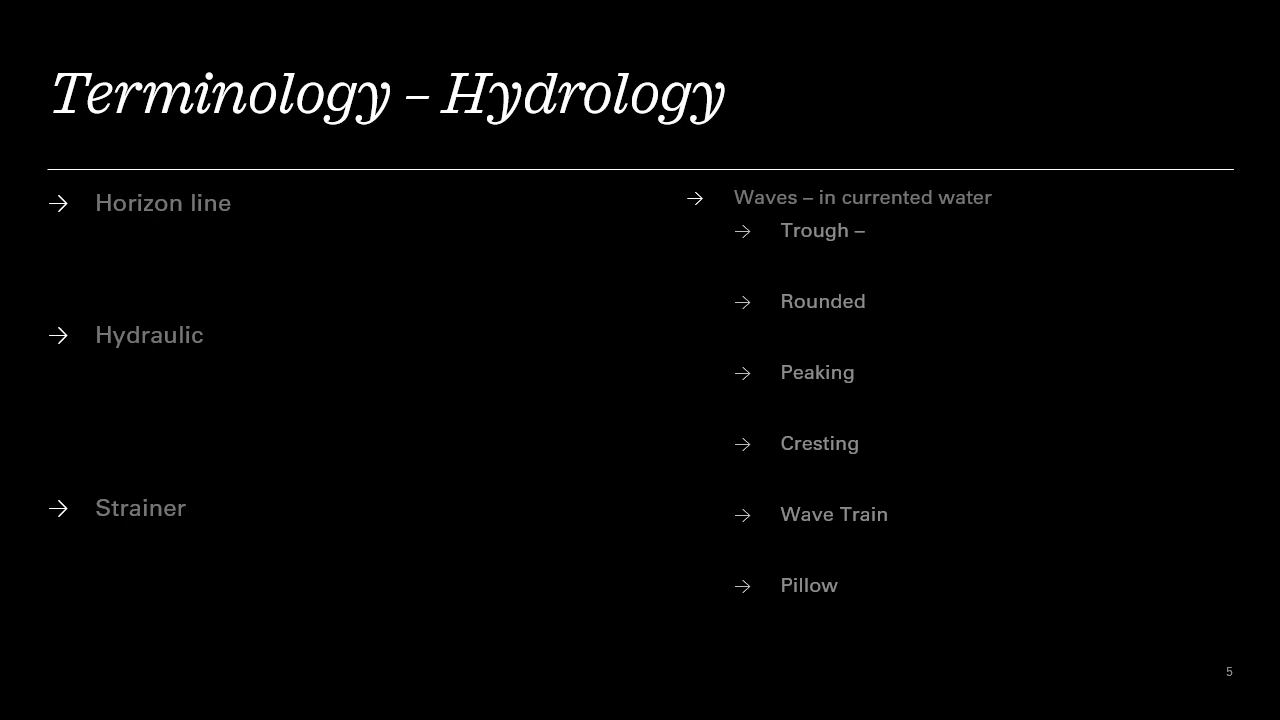 Terminology – Hydrology
→ Horizon line
→ Hydraulic
→ Strainer
→ Waves – in currented water
→ Trough –
→ Rounded
→ Peaking
→ Cresting
→ Wave Train
→ Pillow
5